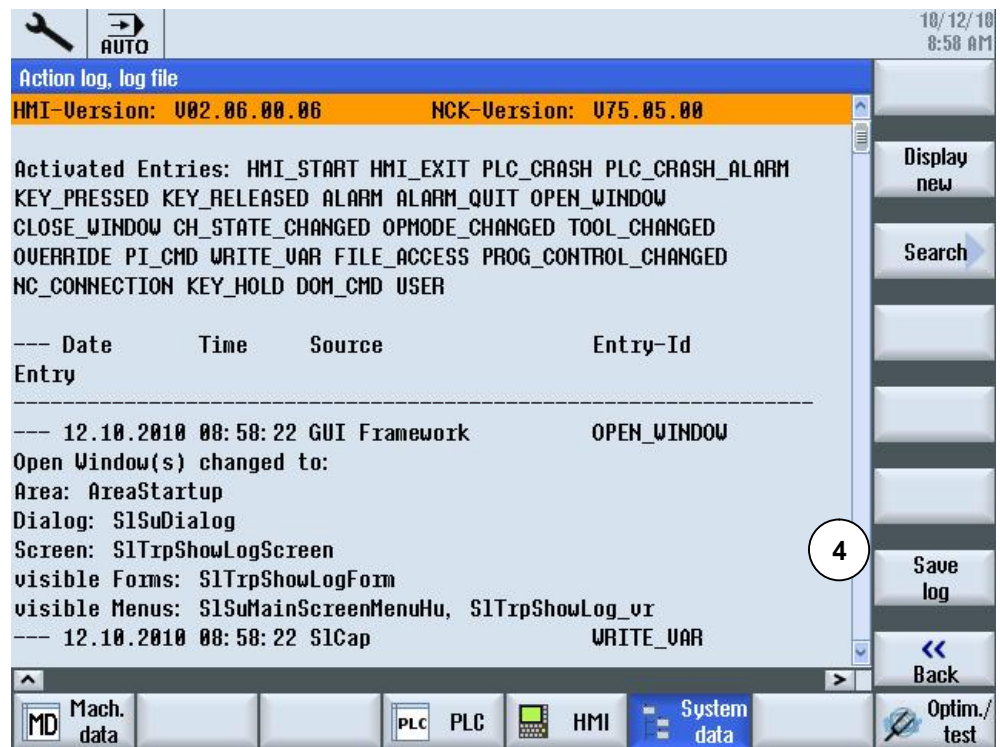 AUTO
10/12/10
8:58 AM
Action log, log file
HMI-Version: V02.06.00.06 NCK-Version: V75.05.00
Activated Entries: HMI_START HMI_EXIT PLC_CRASH PLC_CRASH_ALARM
KEY_PRESSED KEY_RELEASED ALARM ALARM_QUIT OPEN_WINDOW
CLOSE_WINDOW CH_STATE_CHANGED OPMODE_CHANGED TOOL_CHANGED
OVERRIDE PI_CMD WRITE_VAR FILE_ACCESS PROG_CONTROL_CHANGED
NC_CONNECTION KEY_HOLD DOM_CMD USER
--- Date Time Source Entry-Id
Entry
--- 12.10.2010 08:58:22 GUI Framework OPEN_WINDOW
Open Window(s) changed to:
Area: AreaStartup
Dialog: SlSuDialog
Screen: SlTrpShowLogScreen
visible Forms: SlTrpShowLogForm
visible Menus: SlSuMainScreenMenuHu, SlTrpShowLog_vr
--- 12.10.2010 08:58:22 SlCap WRITE_VAR
4
Display
new
Search
Save
log
<<
Back
MD Mach.
data
PLC PLC
HMI
System
data
Optim./
test